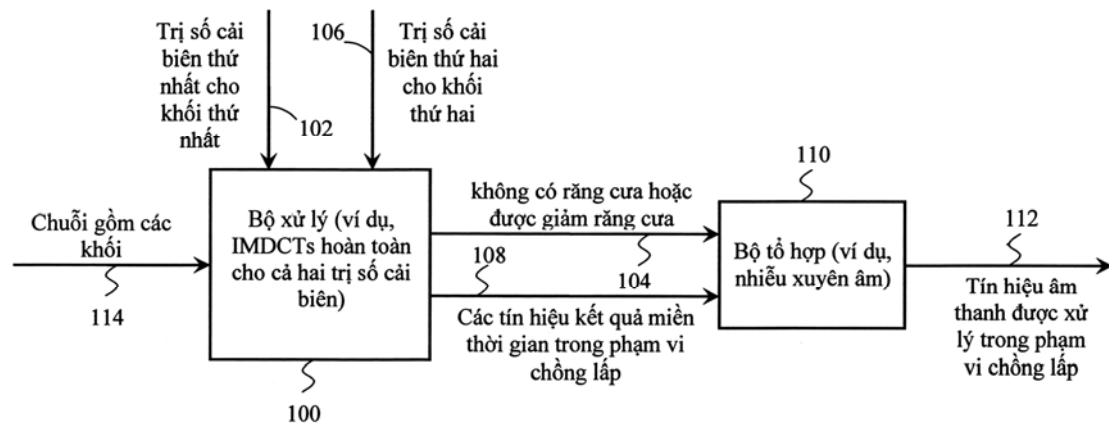 Trị số cải
biên thứ
nhất cho
khối thứ
nhất
102
106
Trị số cải
biên thứ hai
cho khối
thứ hai
Chuỗi gồm các
khối
114
Bộ xử lý (ví dụ,
IMDCTs hoàn toàn
cho cả hai trị số cải
biên)
100
không có răng cưa hoặc
được giảm răng cưa
108
104
Các tín hiệu kết quả miền
thời gian trong phạm vi
chồng lấp
110
Bộ tổ hợp (ví dụ,
nhiễu xuyên âm)
112
Tín hiệu âm
thanh được xử
lý trong phạm
vi chồng lấp